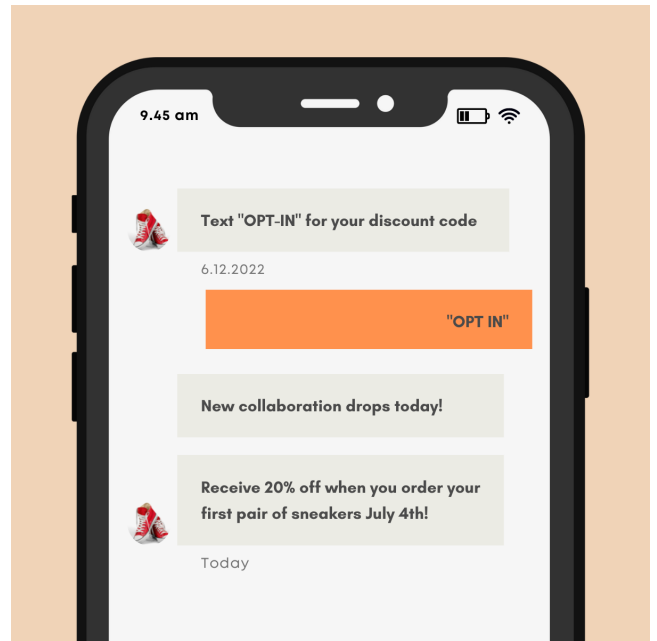 9.45 am
Text "OPT-IN" for your discount code
6.12.2022
"OPT IN"
New collaboration drops today!
Receive 20% off when you order your
first pair of sneakers July 4th!
Today